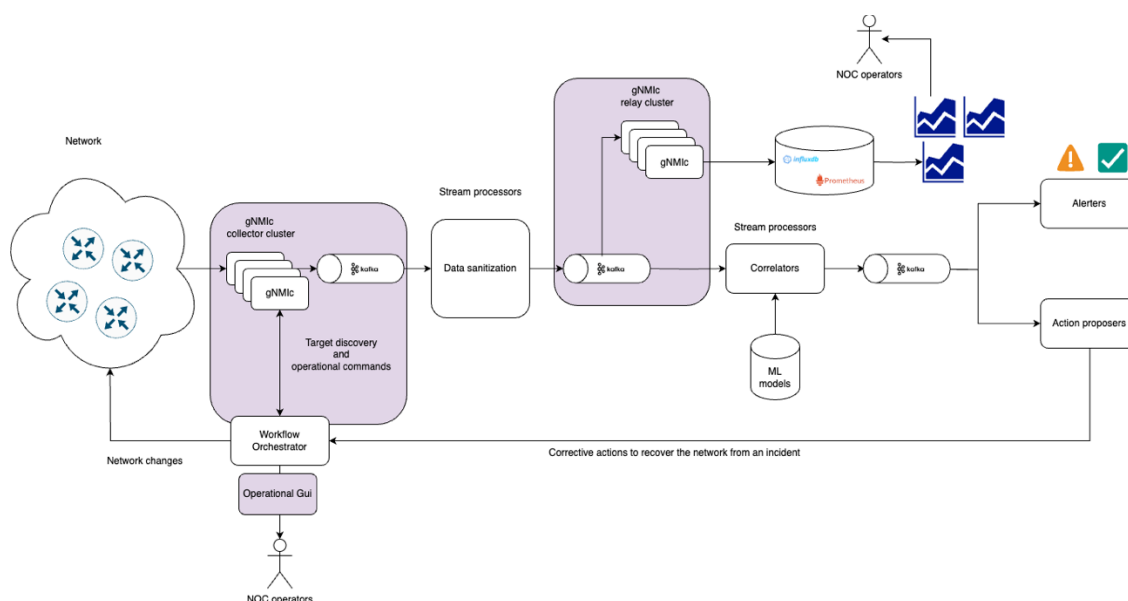 NOC operators
gNMIc
relay cluster
Network
gNMIc
influxdb
Prometheus
Stream processors
gNMIc
collector cluster
Stream processors
Alerters
kafka
Data sanitization
kafka
Correlators
kafka
gNMIc
Action proposers
Target discovery
and
operational commands
ML
models
Workflow
Orchestrator
Network changes
Corrective actions to recover the network from an incident
Operational Gui
NOC operators